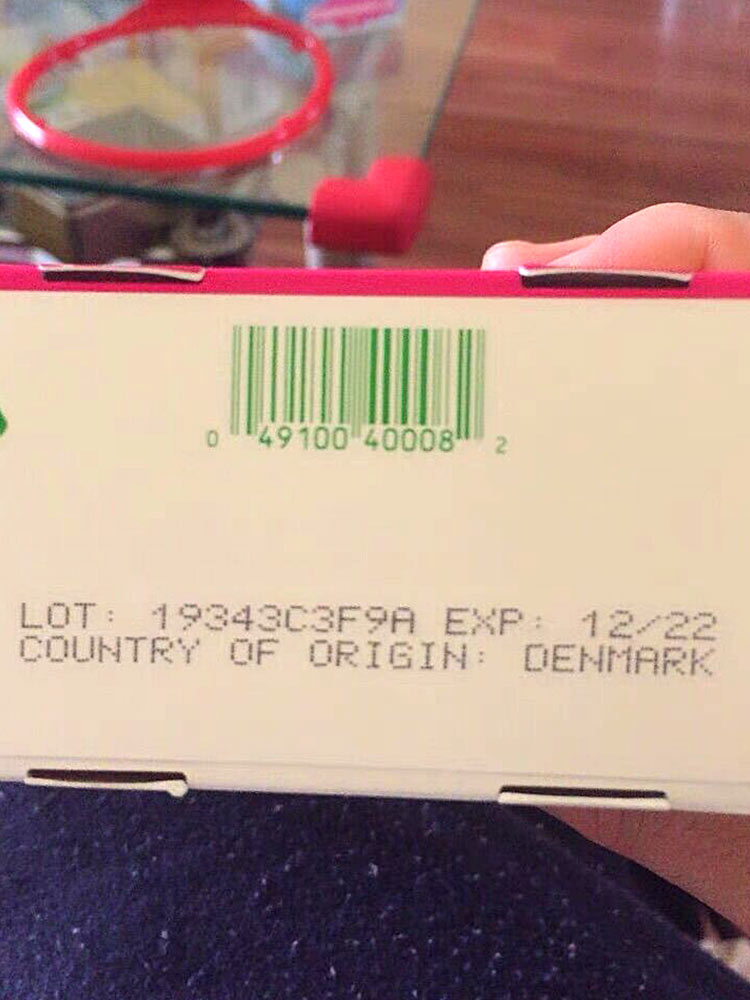 0 49100 40008 2
LOT: 19343C3F9A EXP: 12/22
COUNTRY OF ORIGIN: DENMARK